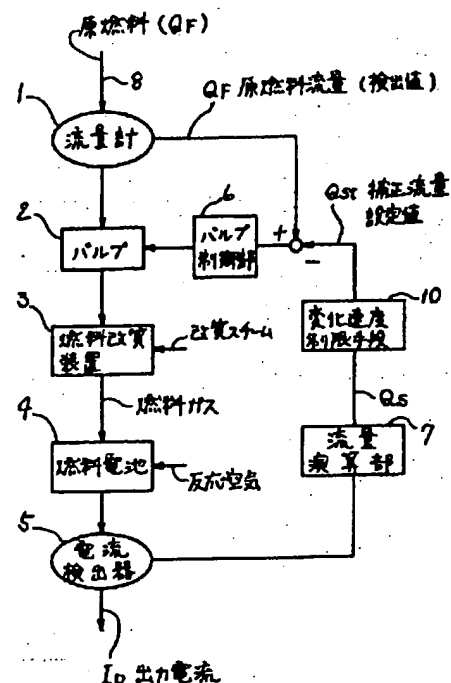 原燃料(QF)
8
QF 原燃料流量(検出値)
1
流量計
6
QSt 補正流量
設定値
2
バルブ
バルブ
制御部
+
−
10
3
燃料改質
装置
改質スチーム
変化速度
制限手段
燃料ガス
QS
4
7
燃料電池
流量
演算部
反応空気
5
電流
検出器
ID 出力電流